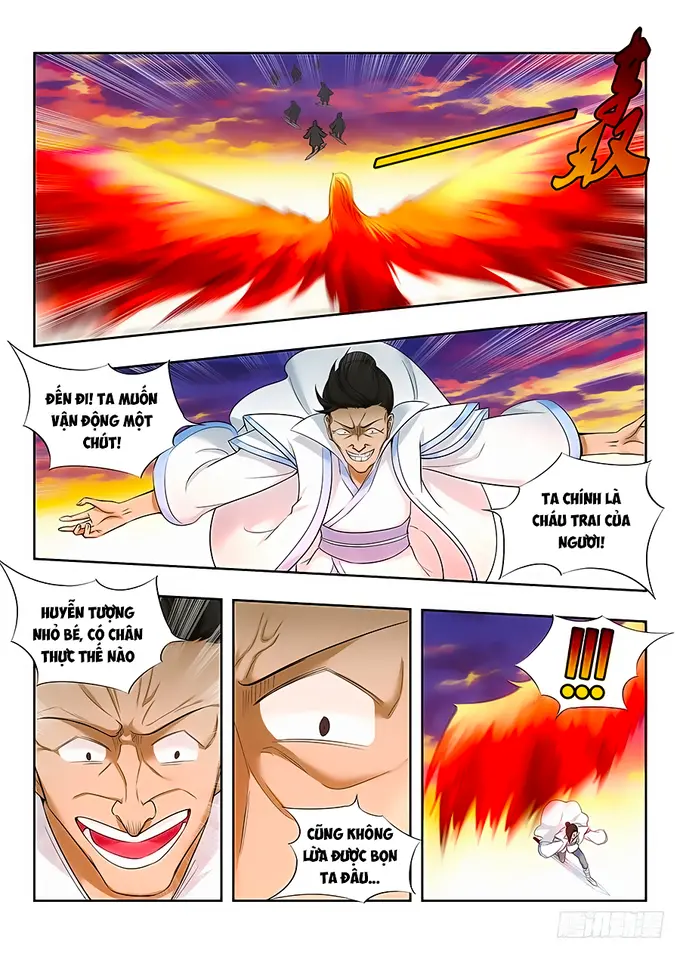 ĐẾN ĐI! TA MUỐN
VẬN ĐỘNG MỘT
CHÚT!
TA CHÍNH LÀ
CHÁU TRAI CỦA
NGƯƠI!
HUYỄN TƯỢNG
NHỎ BÉ, CÓ CHÂN
THỰC THẾ NÀO
CŨNG KHÔNG
LỪA ĐƯỢC BỌN
TA ĐÂU...
!!!...